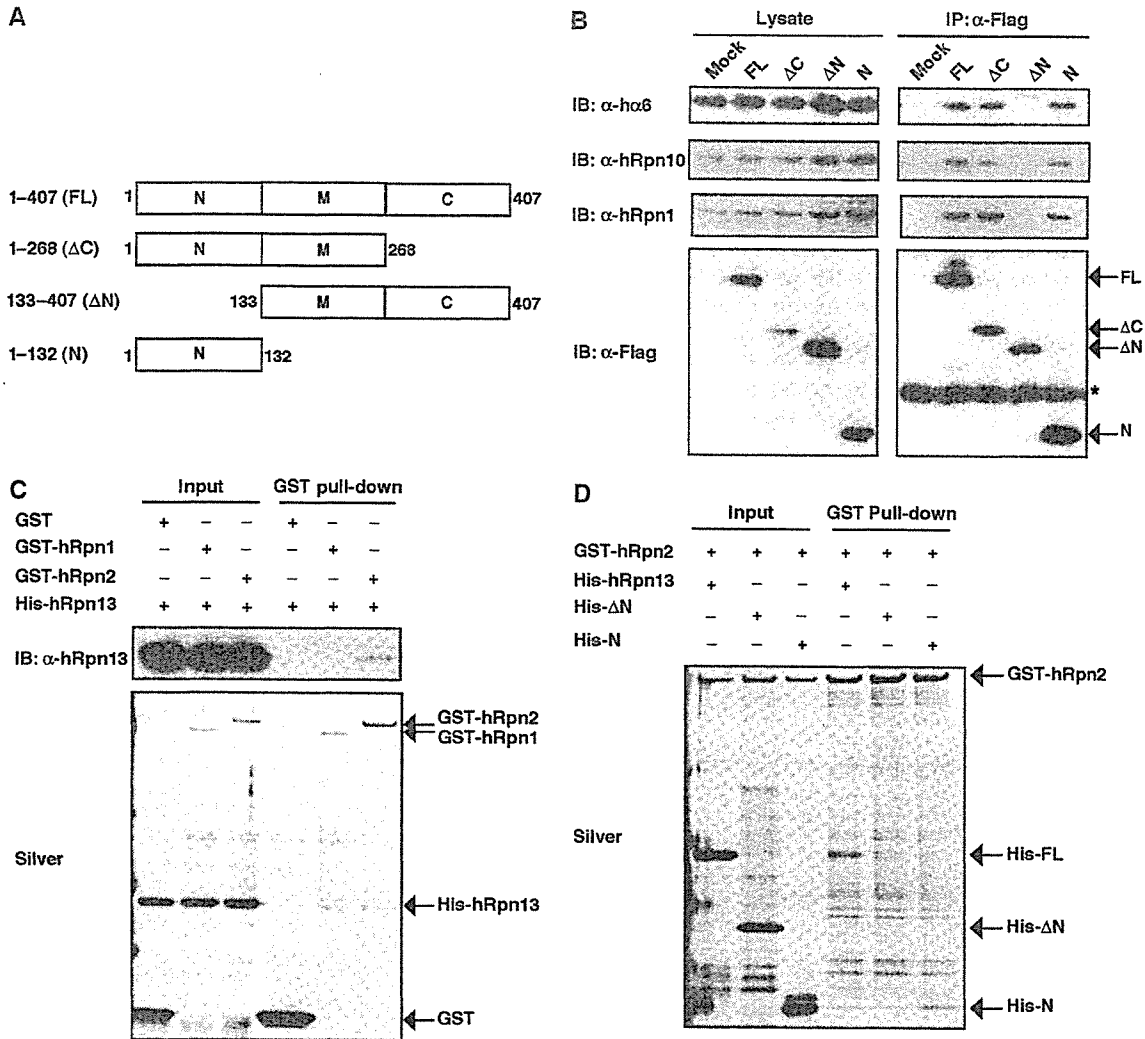 A
1–407 (FL) 1 N M C 407
1–268 (ΔC) 1 N M 268
133–407 (ΔN) 133 M C 407
1–132 (N) 1 N 132
B
Lysate IP: α-Flag
Mock FL ΔC ΔN N Mock FL ΔC ΔN N
IB: α-hα6
IB: α-hRpn10
IB: α-hRpn1
IB: α-Flag
FL
ΔC
ΔN
*
N
C
Input GST pull-down
GST + – – + – –
GST-hRpn1 – + – – + –
GST-hRpn2 – – + – – +
His-hRpn13 + + + + + +
IB: α-hRpn13
GST-hRpn2
GST-hRpn1
Silver
His-hRpn13
GST
D
Input GST Pull-down
GST-hRpn2 + + + + + +
His-hRpn13 + – – + – –
His-ΔN – + – – + –
His-N – – + – – +
GST-hRpn2
Silver
His-FL
His-ΔN
His-N